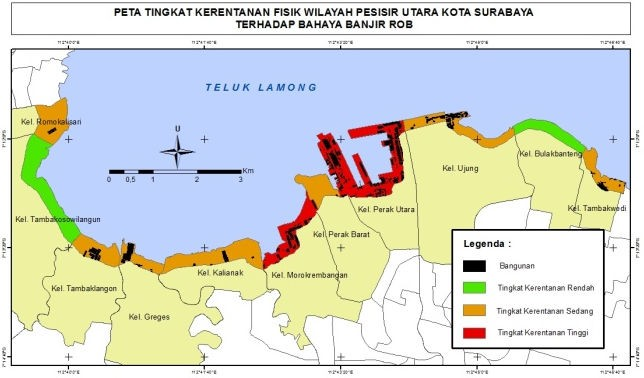 PETA TINGKAT KERENTANAN FISIK WILAYAH PESISIR UTARA KOTA SURABAYA
TERHADAP BAHAYA BANJIR ROB
TELUK LAMONG
Kel. Romokalisari
U
Km
0 0,5 1 2 3
Kel. Tambakosowilangun
Kel. Tambaklangon
Kel. Greges
Kel. Kalianak
Kel. Morokrembangan
Kel. Perak Barat
Kel. Perak Utara
Kel. Ujung
Kel. Bulakbanteng
Kel. Tambakwedi
Legenda :
Bangunan
Tingkat Kerentanan Rendah
Tingkat Kerentanan Sedang
Tingkat Kerentanan Tinggi